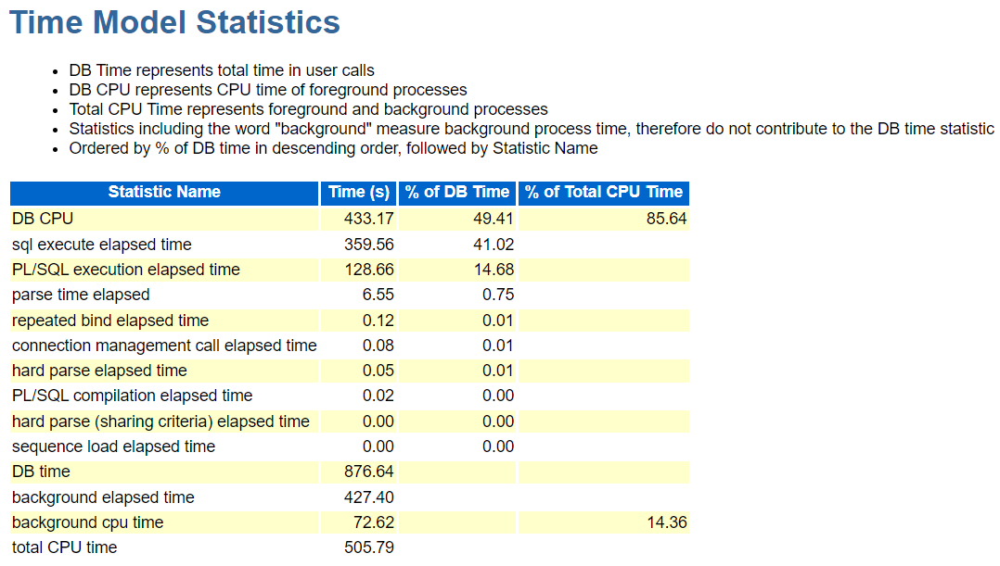 Time Model Statistics
DB Time represents total time in user calls
DB CPU represents CPU time of foreground processes
Total CPU Time represents foreground and background processes
Statistics including the word "background" measure background process time, therefore do not contribute to the DB time statistic
Ordered by % of DB time in descending order, followed by Statistic Name
Statistic Name Time (s) % of DB Time % of Total CPU Time
DB CPU 433.17 49.41 85.64
sql execute elapsed time 359.56 41.02
PL/SQL execution elapsed time 128.66 14.68
parse time elapsed 6.55 0.75
repeated bind elapsed time 0.12 0.01
connection management call elapsed time 0.08 0.01
hard parse elapsed time 0.05 0.01
PL/SQL compilation elapsed time 0.02 0.00
hard parse (sharing criteria) elapsed time 0.00 0.00
sequence load elapsed time 0.00 0.00
DB time 876.64
background elapsed time 427.40
background cpu time 72.62 14.36
total CPU time 505.79